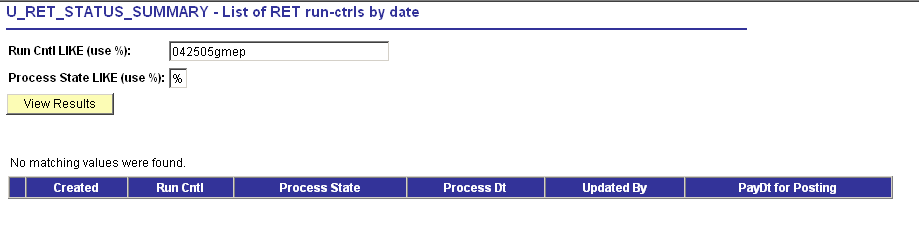 U_RET_STATUS_SUMMARY - List of RET run-ctrls by date
Run Cntl LIKE (use %): 042505gmep
Process State LIKE (use %): %
View Results
No matching values were found.
Created Run Cntl Process State Process Dt Updated By PayDt for Posting